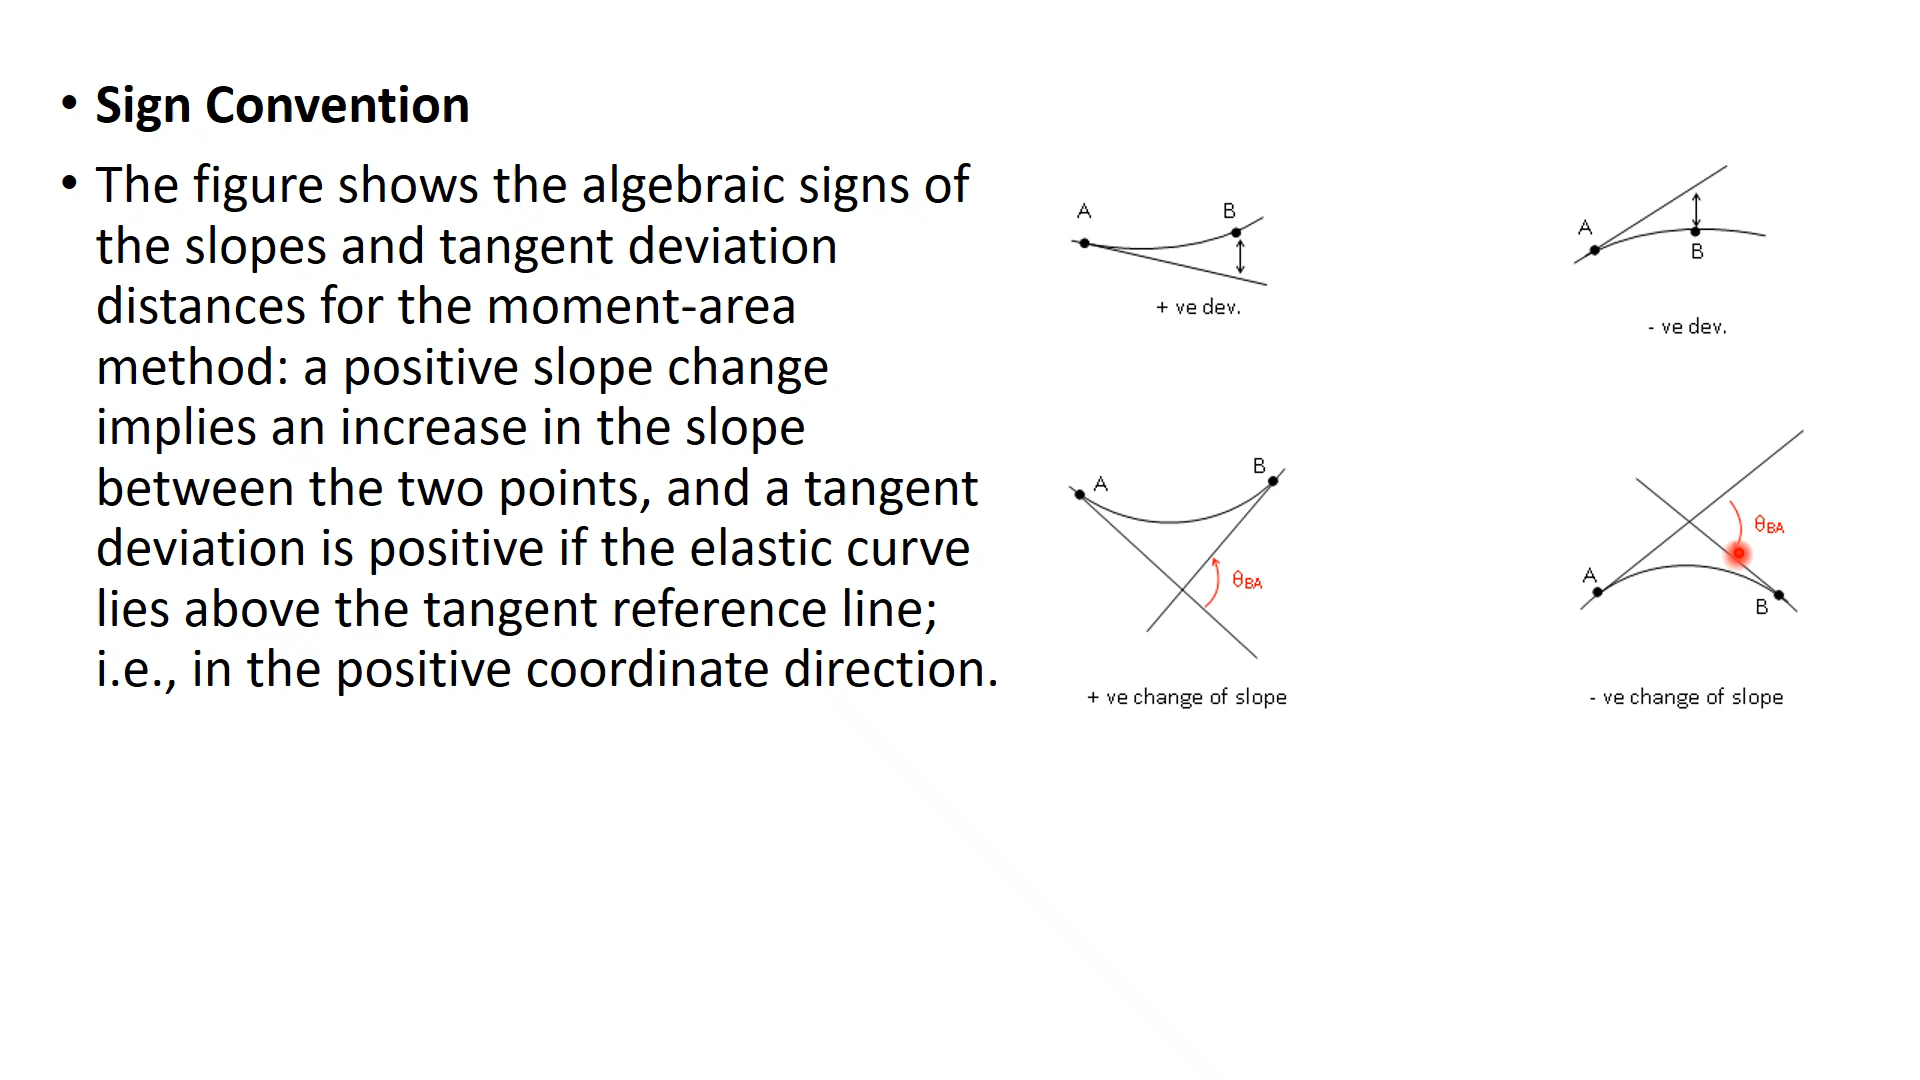 • Sign Convention
• The figure shows the algebraic signs of
the slopes and tangent deviation
distances for the moment-area
method: a positive slope change
implies an increase in the slope
between the two points, and a tangent
deviation is positive if the elastic curve
lies above the tangent reference line;
i.e., in the positive coordinate direction.
A B
+ ve dev.
A
B
- ve dev.
A B
θBA
+ ve change of slope
θBA
A
B
- ve change of slope